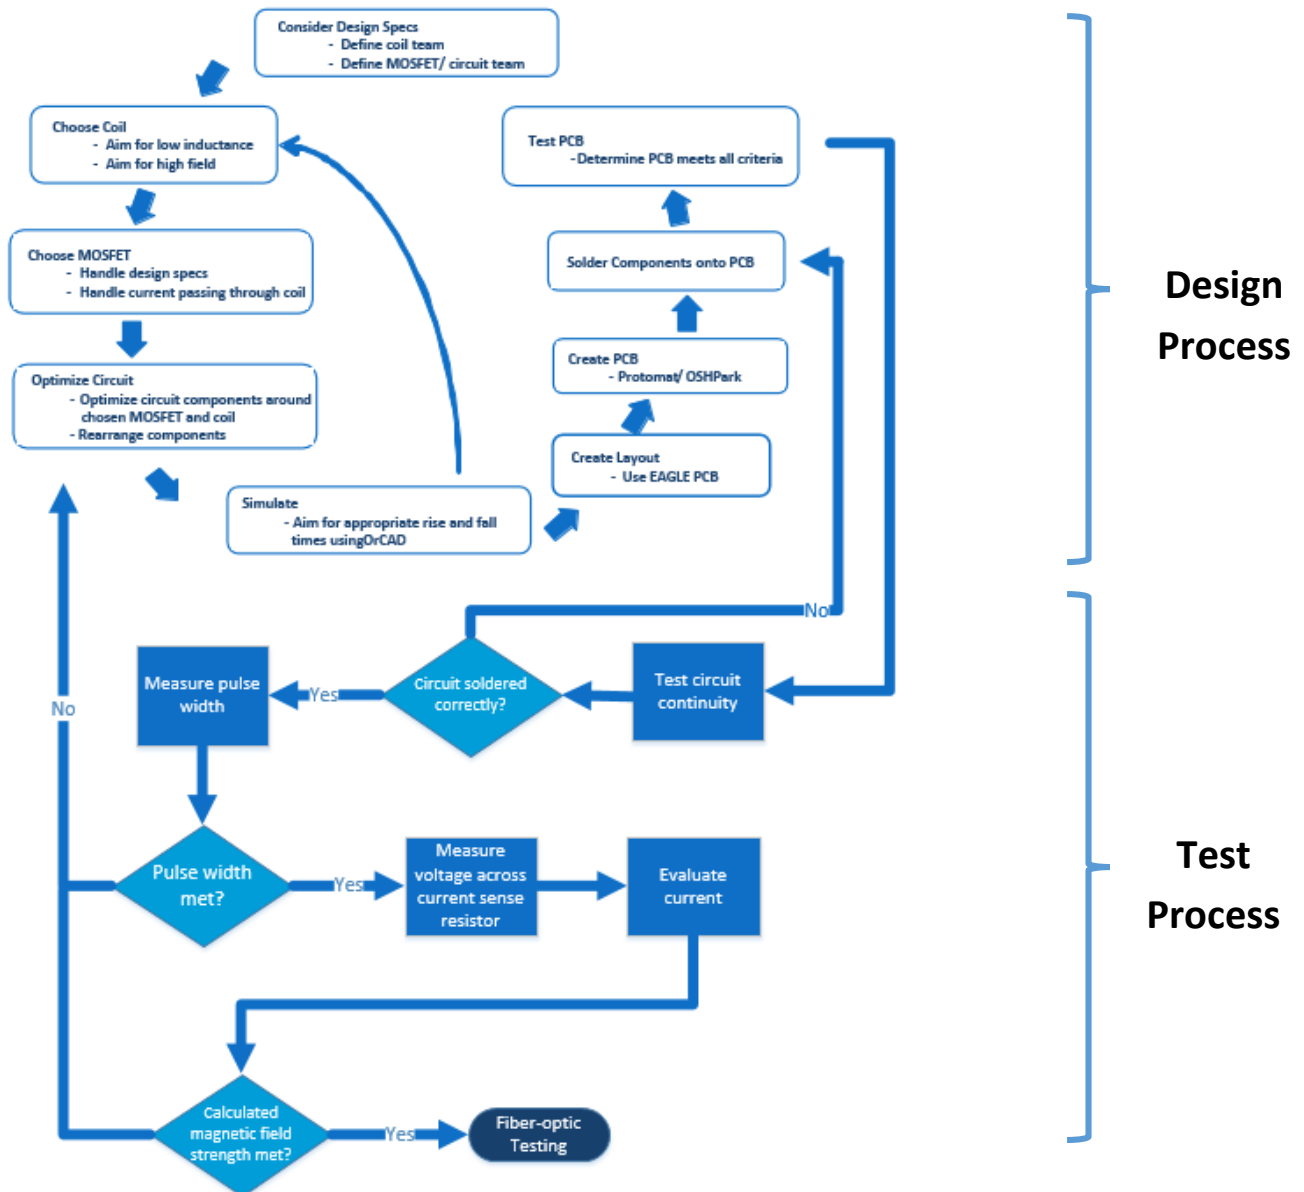 Consider Design Specs
- Define coil team
- Define MOSFET/ circuit team
Choose Coil
- Aim for low inductance
- Aim for high field
Choose MOSFET
- Handle design specs
- Handle current passing through coil
Optimize Circuit
- Optimize circuit components around
chosen MOSFET and coil
- Rearrange components
Simulate
- Aim for appropriate rise and fall
times usingOrCAD
Create Layout
- Use EAGLE PCB
Create PCB
- Protomat/ OSHPark
Solder Components onto PCB
Test PCB
-Determine PCB meets all criteria
Design
Process
Test circuit
continuity
Circuit soldered
correctly?
No
Yes
Measure pulse
width
Pulse width
met?
No
Yes
Measure
voltage across
current sense
resistor
Evaluate
current
Calculated
magnetic field
strength met?
Yes
Fiber-optic
Testing
Test
Process